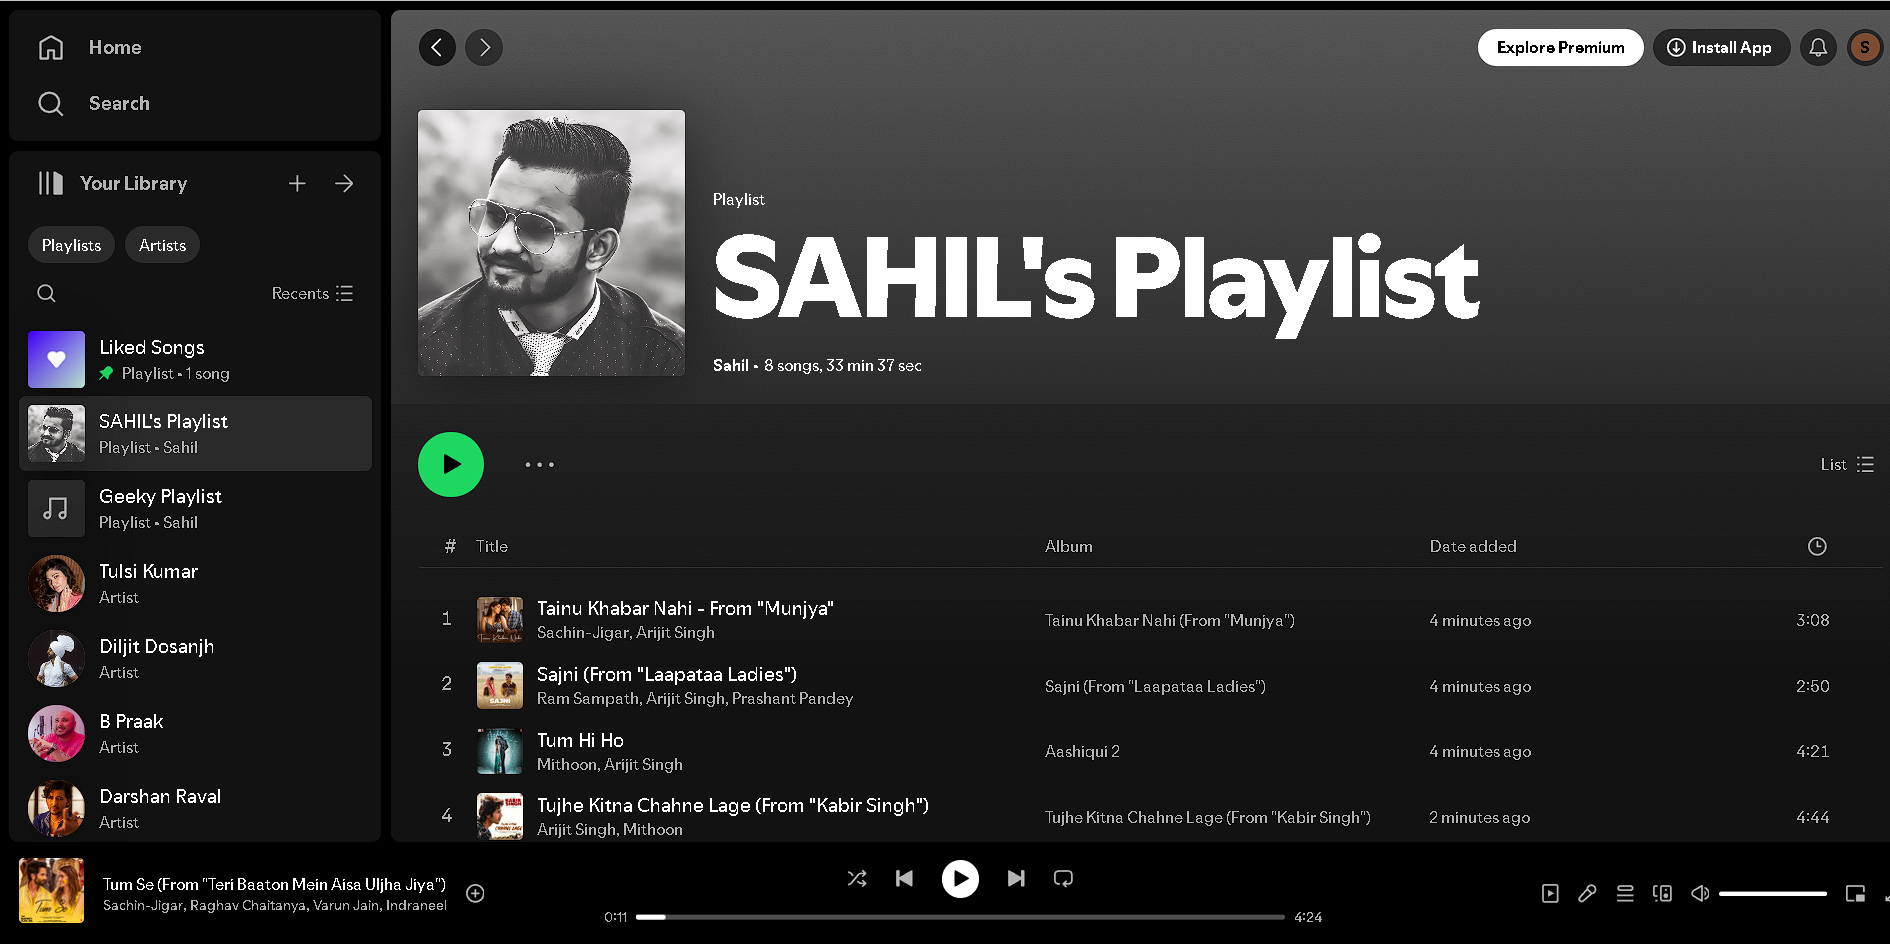 Home
Search
Your Library
Playlists
Artists
Recents
Liked Songs
Playlist • 1 song
SAHIL's Playlist
Playlist • Sahil
Geeky Playlist
Playlist • Sahil
Tulsi Kumar
Artist
Diljit Dosanjh
Artist
B Praak
Artist
Darshan Raval
Artist
Explore Premium
Install App
S
Playlist
SAHIL's Playlist
Sahil • 8 songs, 33 min 37 sec
List
# Title Album Date added
1 Tainu Khabar Nahi - From "Munjya" Tainu Khabar Nahi (From "Munjya") 4 minutes ago 3:08
Sachin-Jigar, Arijit Singh
2 Sajni (From "Laapataa Ladies") Sajni (From "Laapataa Ladies") 4 minutes ago 2:50
Ram Sampath, Arijit Singh, Prashant Pandey
3 Tum Hi Ho Aashiqui 2 4 minutes ago 4:21
Mithoon, Arijit Singh
4 Tujhe Kitna Chahne Lage (From "Kabir Singh") Tujhe Kitna Chahne Lage (From "Kabir Singh") 2 minutes ago 4:44
Arijit Singh, Mithoon
Tum Se (From "Teri Baaton Mein Aisa Uljha Jiya")
Sachin-Jigar, Raghav Chaitanya, Varun Jain, Indraneel
0:11
4:24